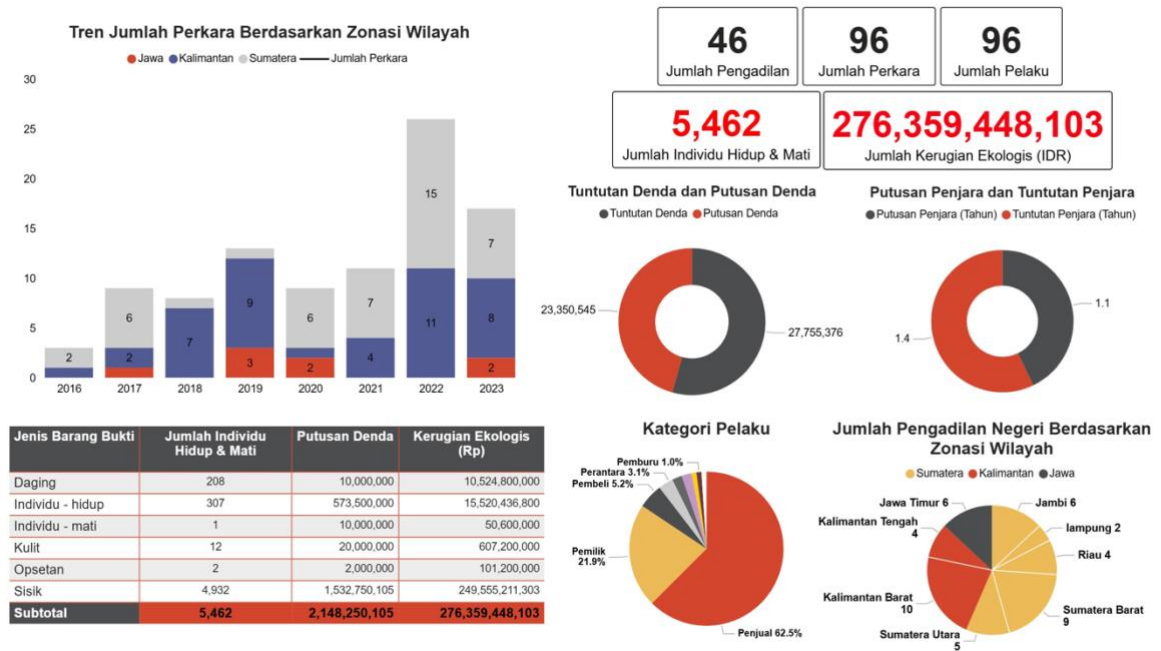 Tren Jumlah Perkara Berdasarkan Zonasi Wilayah
Jawa Kalimantan Sumatera Jumlah Perkara
30
25
20
15
10
5
0
2
6
2
7
9
3
6
2
7
4
15
11
7
8
2
2016 2017 2018 2019 2020 2021 2022 2023
46
Jumlah Pengadilan
96
Jumlah Perkara
96
Jumlah Pelaku
5,462
Jumlah Individu Hidup & Mati
276,359,448,103
Jumlah Kerugian Ekologis (IDR)
Tuntutan Denda dan Putusan Denda
Tuntutan Denda Putusan Denda
23,350,545
27,755,376
Putusan Penjara dan Tuntutan Penjara
Putusan Penjara (Tahun) Tuntutan Penjara (Tahun)
1.1
1.4
Jenis Barang Bukti Jumlah Individu Putusan Denda Kerugian Ekologis
Hidup & Mati (Rp)
Daging 208 10,000,000 10,524,800,000
Individu - hidup 307 573,500,000 15,520,436,800
Individu - mati 1 10,000,000 50,600,000
Kulit 12 20,000,000 607,200,000
Opsetan 2 2,000,000 101,200,000
Sisik 4,932 1,532,750,105 249,555,211,303
Subtotal 5,462 2,148,250,105 276,359,448,103
Kategori Pelaku
Pemburu 1.0%
Perantara 3.1%
Pembeli 5.2%
Pemilik
21.9%
Penjual 62.5%
Jumlah Pengadilan Negeri Berdasarkan
Zonasi Wilayah
Sumatera Kalimantan Jawa
Jawa Timur 6
Jambi 6
Kalimantan Tengah
4
lampung 2
Riau 4
Kalimantan Barat
10
Sumatera Barat
9
Sumatera Utara
5